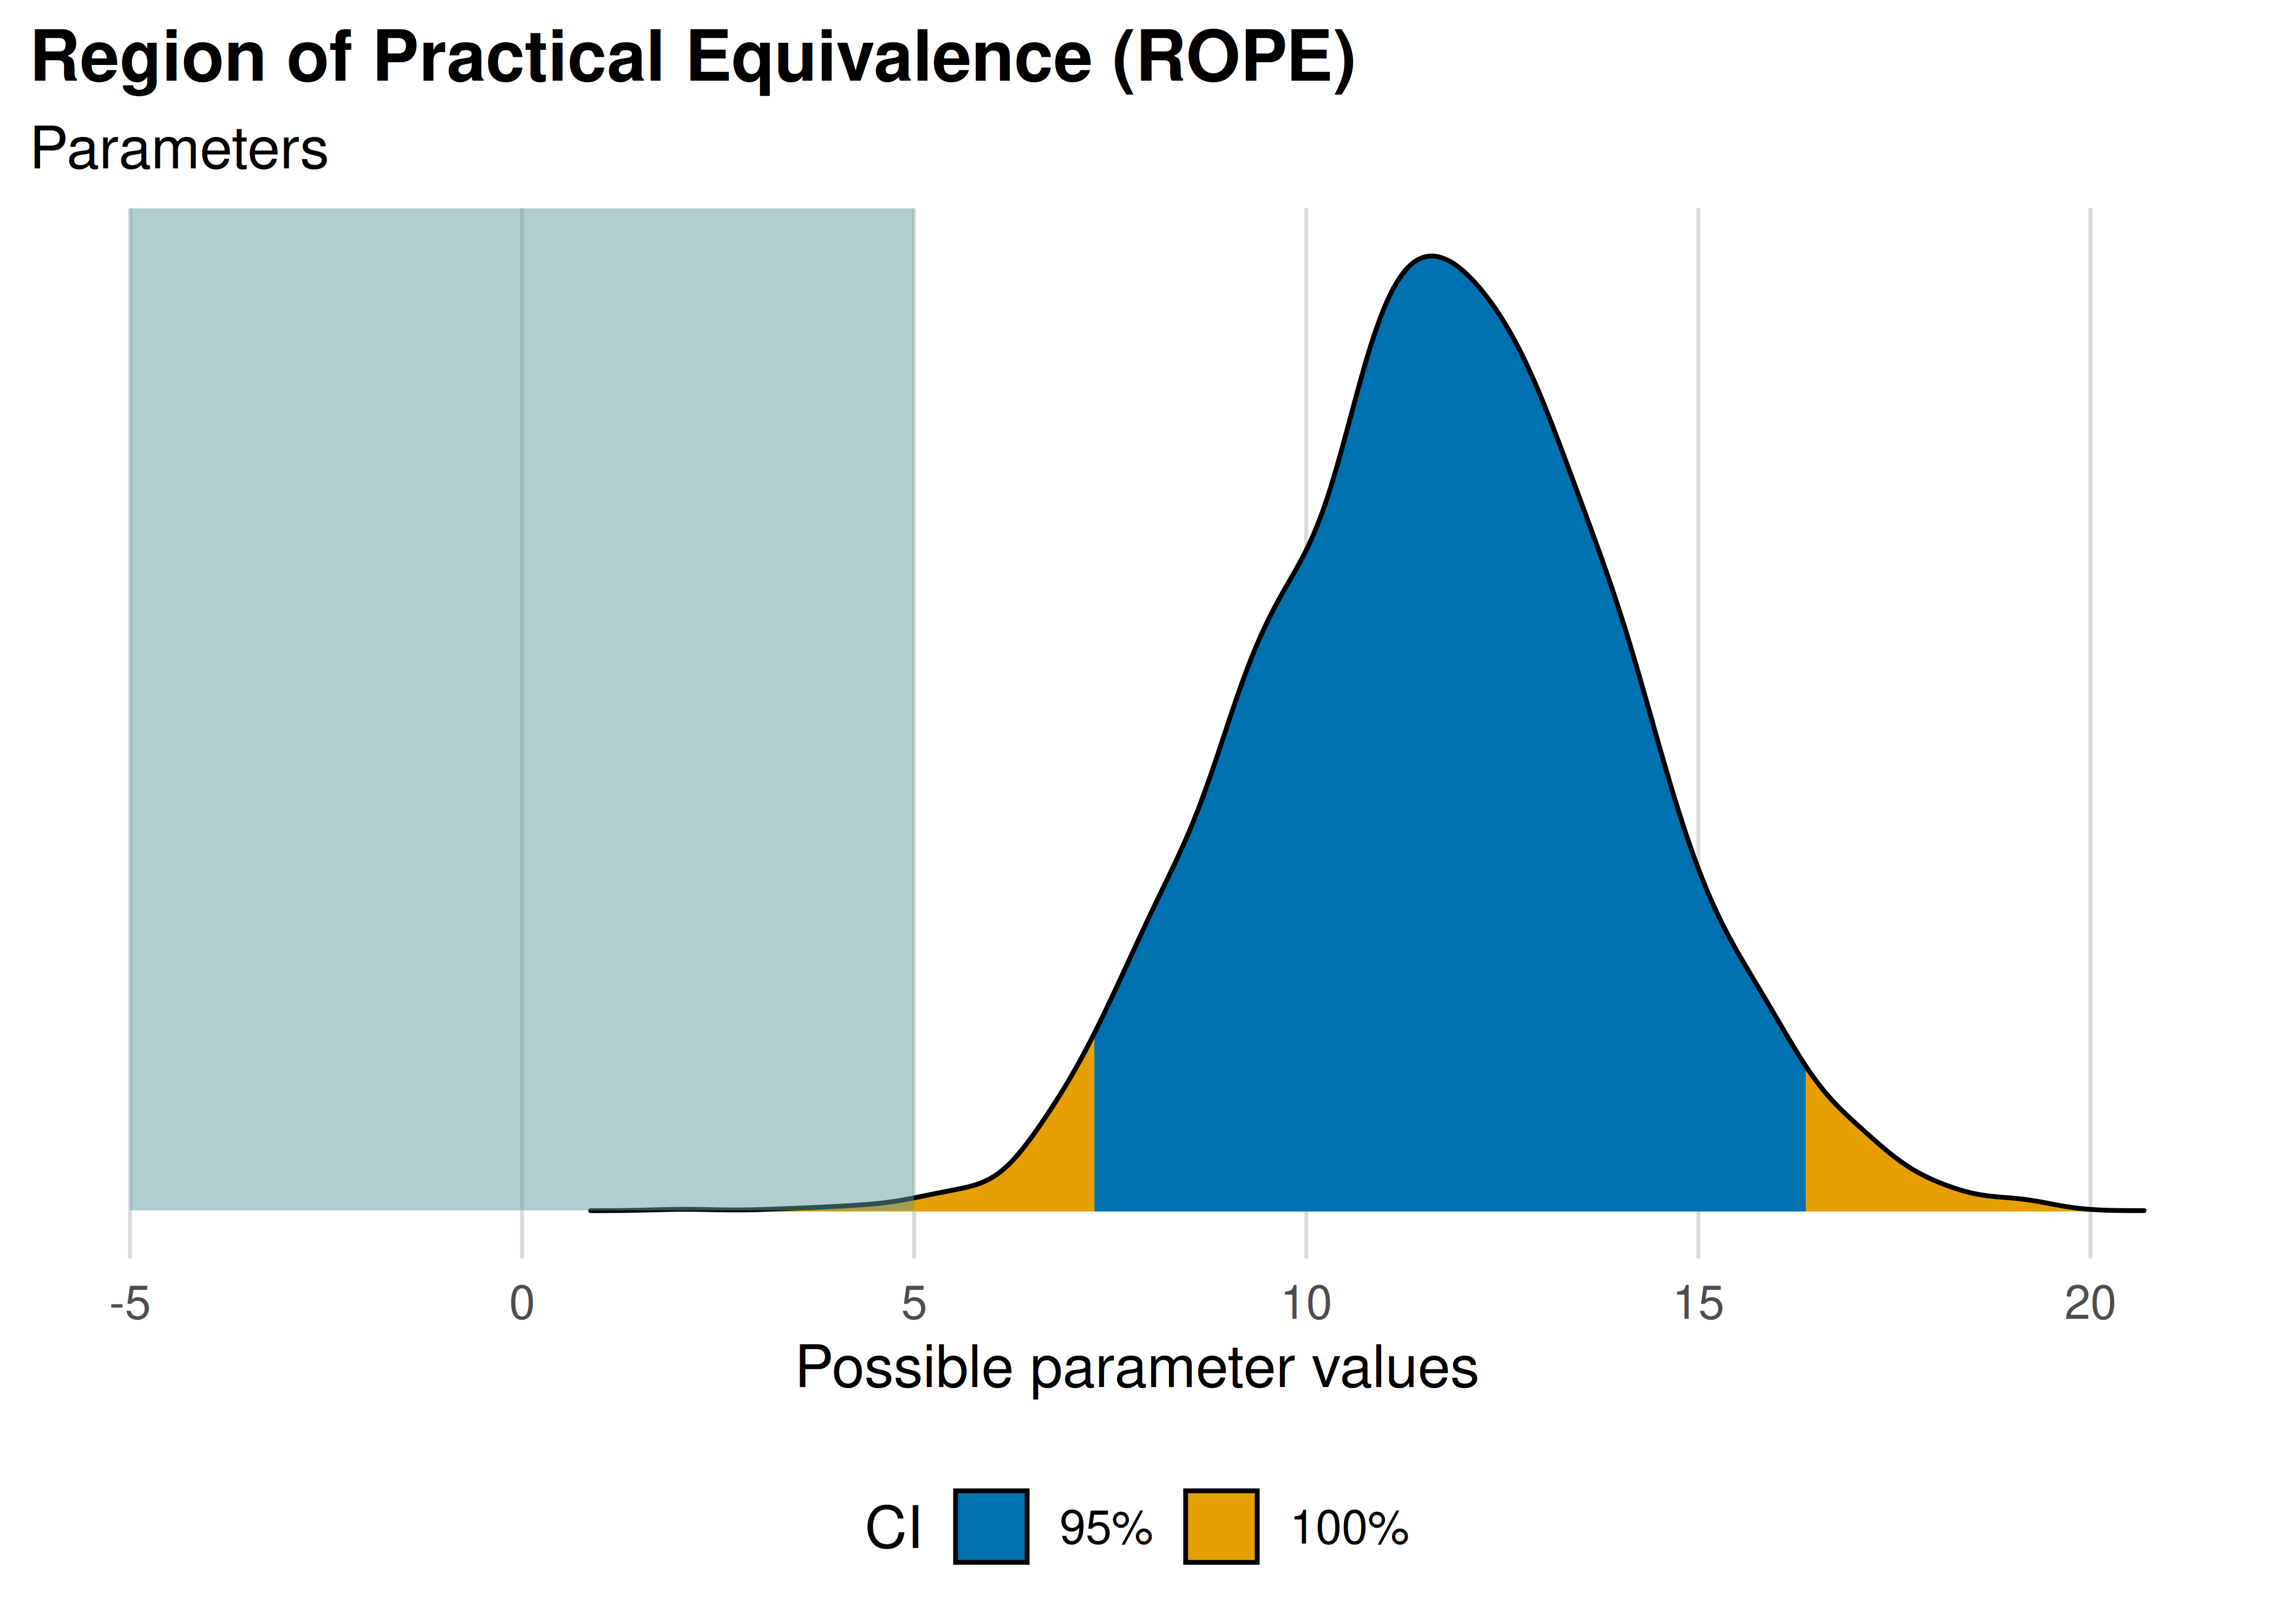 Region of Practical Equivalence (ROPE)
Parameters
-5 0 5 10 15 20
Possible parameter values
CI 95% 100%